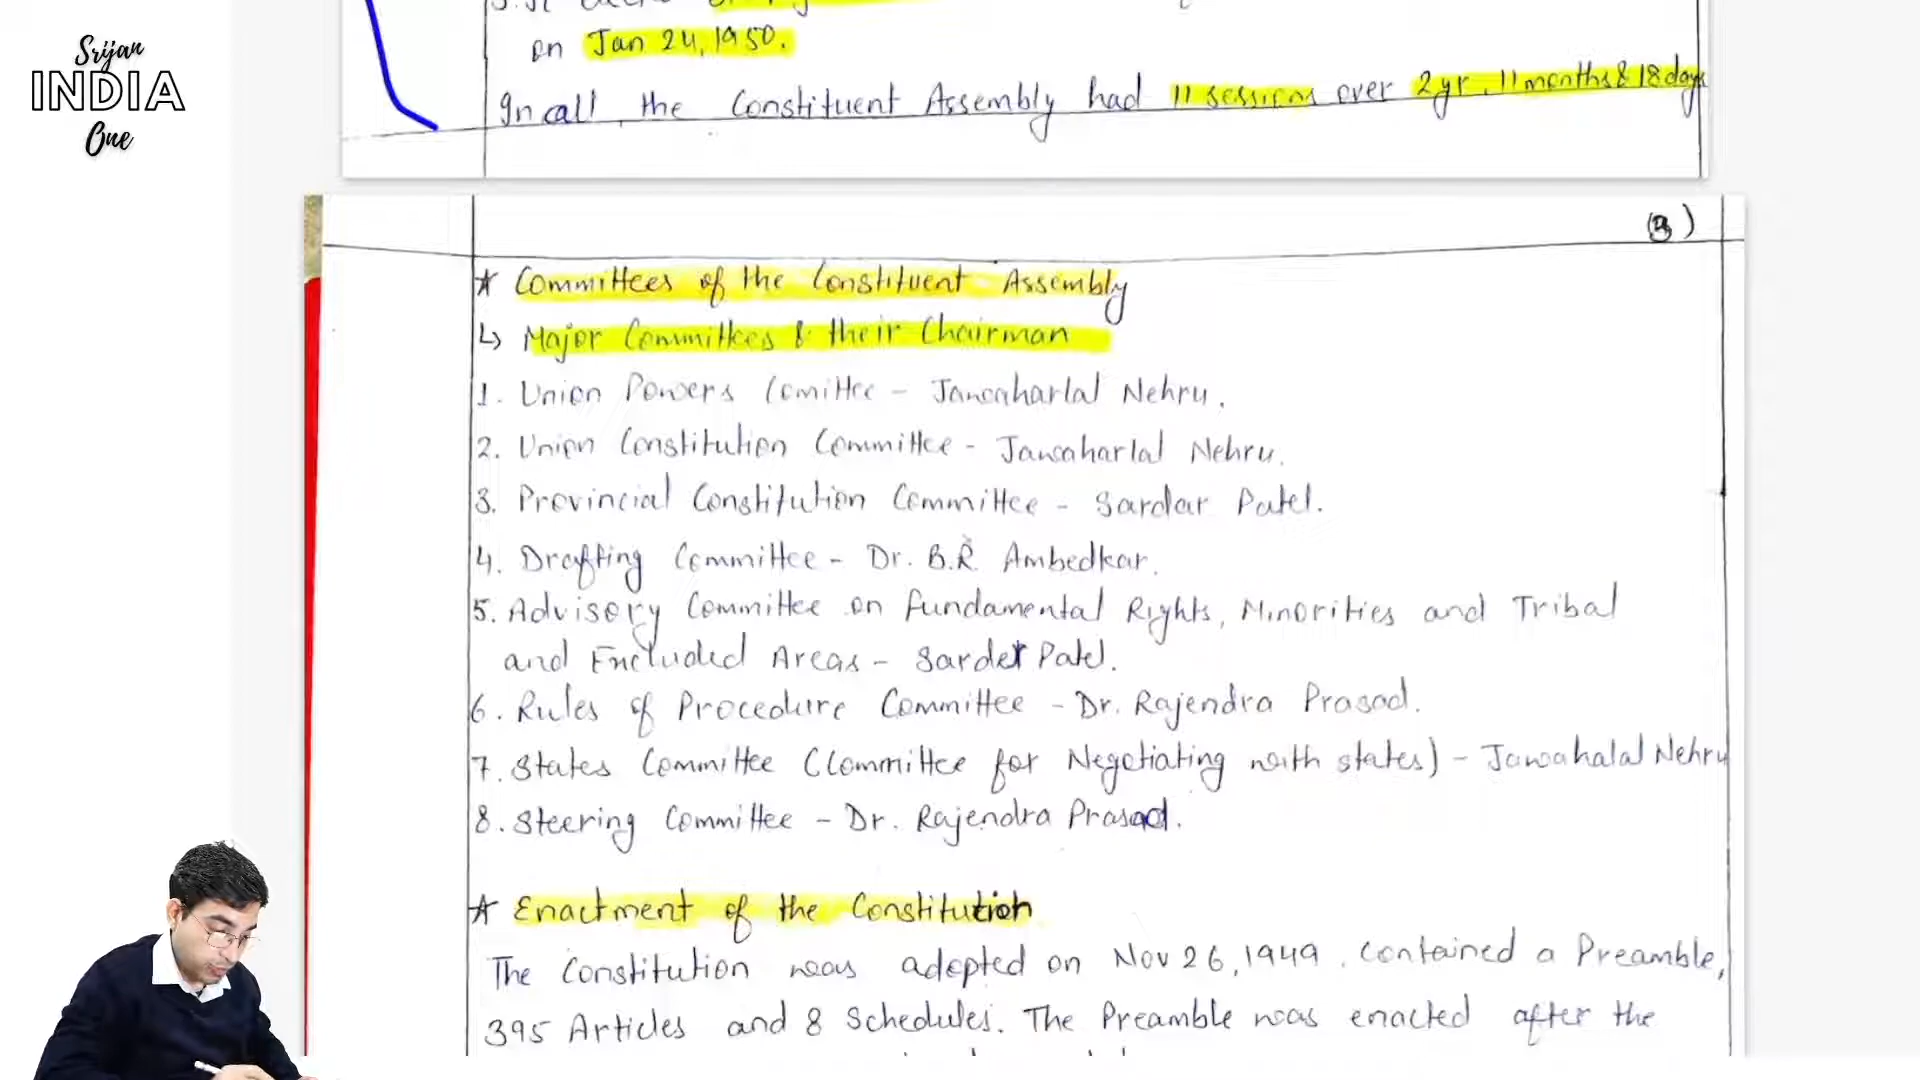 Srijan
INDIA
One
on Jan 24, 1950.
In all, the Constituent Assembly had 11 sessions over 2 yr, 11 months & 18 days
(3)
★ Committees of the Constituent Assembly
↳ Major Committees & their Chairman
1. Union Powers Comittee - Jawaharlal Nehru.
2. Union Constitution Committee - Jawaharlal Nehru.
3. Provincial Constitution Committee - Sardar Patel.
4. Drafting Committee - Dr. B.R. Ambedkar.
5. Advisory Committee on Fundamental Rights, Minorities and Tribal
and Excluded Areas - Sardar Patel.
6. Rules of Procedure Committee - Dr. Rajendra Prasad.
7. States Committee (Committee for Negotiating with states) - Jawahalal Nehru
8. Steering Committee - Dr. Rajendra Prasad.
★ Enactment of the Constitution
The Constitution was adopted on Nov 26, 1949, contained a Preamble,
395 Articles and 8 Schedules. The Preamble was enacted after the